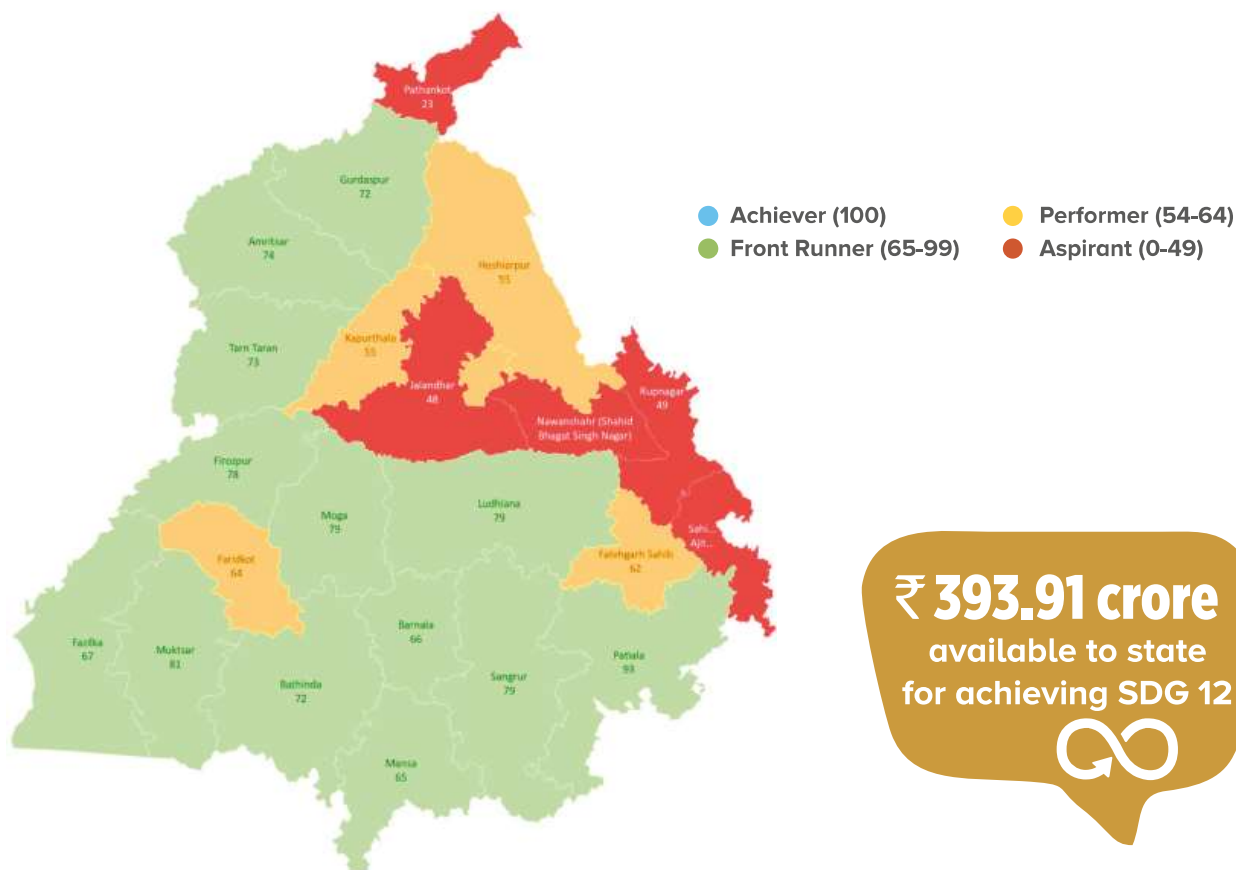 Pathankot
23
Gurdaspur
72
Amritsar
74
Hoshiarpur
55
Tarn Taran
73
Kapurthala
55
Jalandhar
48
Rupnagar
49
Nawanshahr (Shahid
Bhagat Singh Nagar)
Firozpur
78
Moga
79
Ludhiana
79
Sahi...
Ajit...
Faridkot
64
Fatehgarh Sahib
62
Fazilka
67
Muktsar
81
Barnala
66
Patiala
93
Bathinda
72
Sangrur
79
Mansa
65
Achiever (100)
Performer (54-64)
Front Runner (65-99)
Aspirant (0-49)
₹ 393.91 crore
available to state
for achieving SDG 12